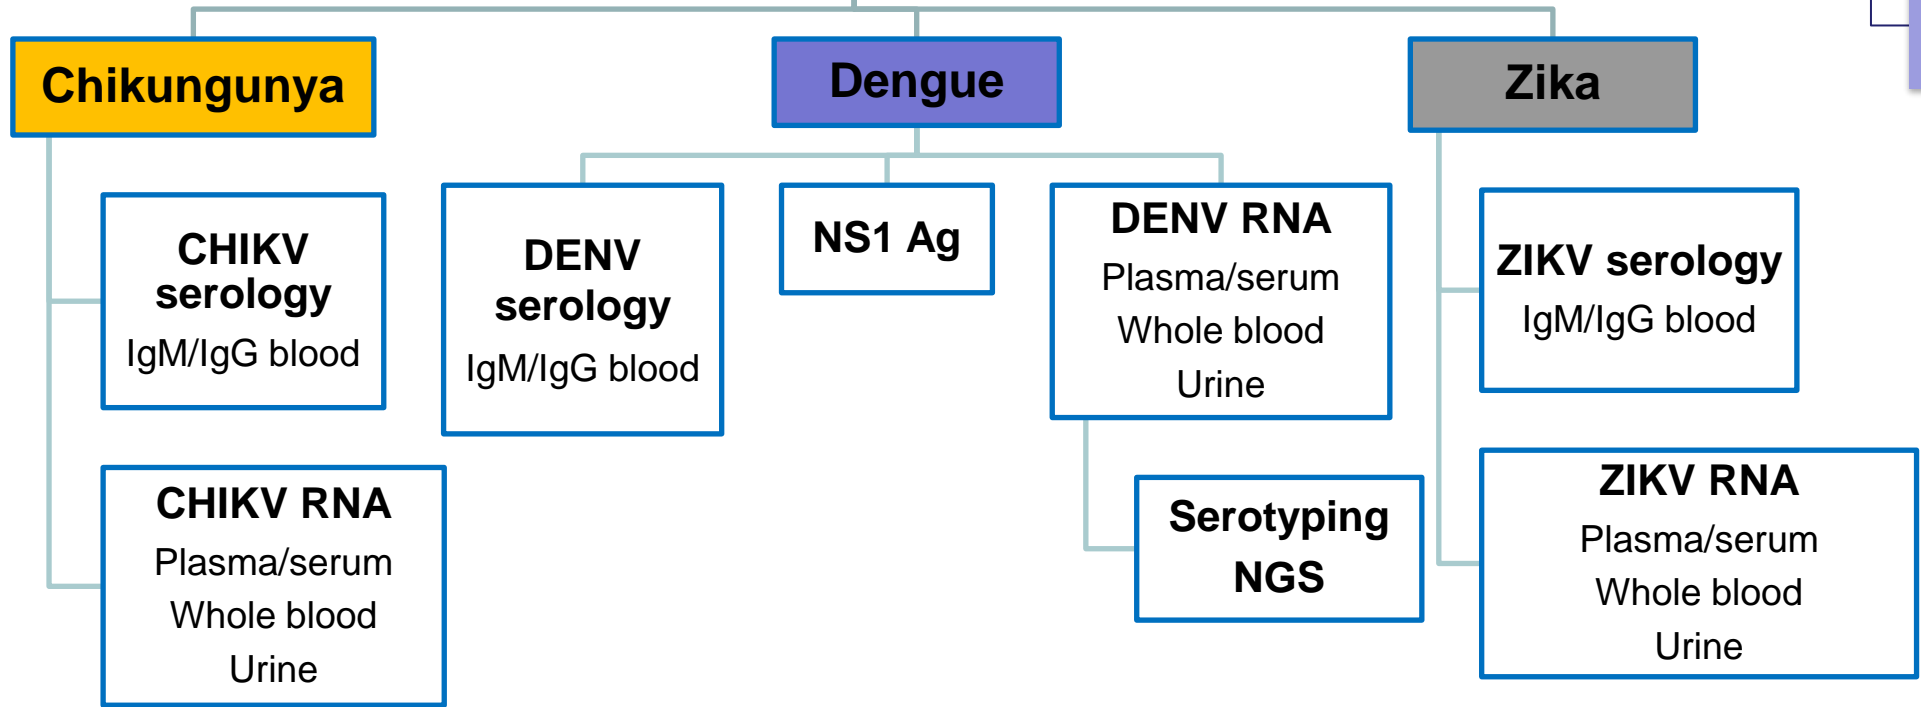 Chikungunya
Dengue
Zika
CHIKV
serology
IgM/IgG blood
CHIKV RNA
Plasma/serum
Whole blood
Urine
DENV
serology
IgM/IgG blood
NS1 Ag
DENV RNA
Plasma/serum
Whole blood
Urine
Serotyping
NGS
ZIKV serology
IgM/IgG blood
ZIKV RNA
Plasma/serum
Whole blood
Urine